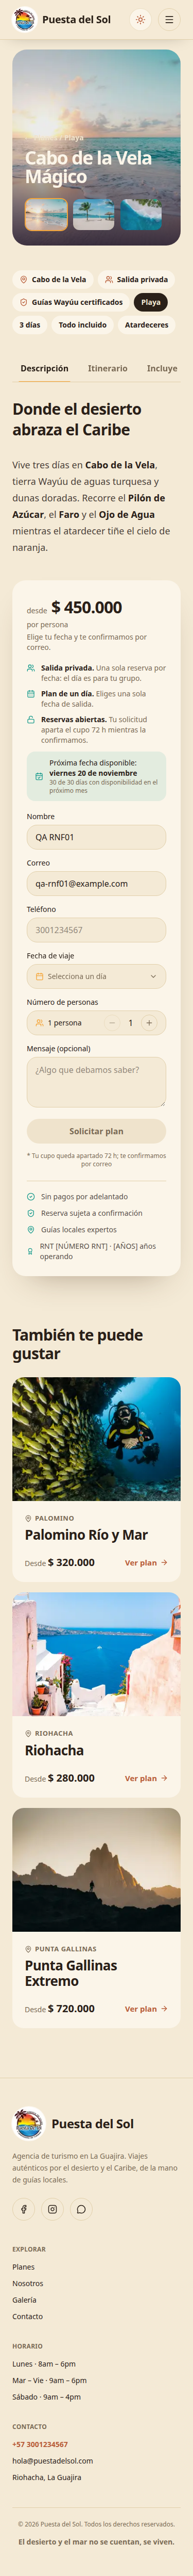 Puesta del Sol
/ Playa
Cabo de la Vela
Mágico
Cabo de la Vela
Salida privada
Guías Wayúu certificados
Playa
3 días
Todo incluido
Atardeceres
Descripción
Itinerario
Incluye
Donde el desierto
abraza el Caribe
Vive tres días en Cabo de la Vela,
tierra Wayúu de aguas turquesa y
dunas doradas. Recorre el Pilón de
Azúcar, el Faro y el Ojo de Agua
mientras el atardecer tiñe el cielo de
naranja.
desde $ 450.000
por persona
Elige tu fecha y te confirmamos por
correo.
Salida privada. Una sola reserva por
fecha: el día es para tu grupo.
Plan de un día. Eliges una sola
fecha de salida.
Reservas abiertas. Tu solicitud
aparta el cupo 72 h mientras la
confirmamos.
Próxima fecha disponible:
viernes 20 de noviembre
30 de 30 días con disponibilidad en el
próximo mes
Nombre
QA RNF01
Correo
qa-rnf01@example.com
Teléfono
3001234567
Fecha de viaje
Selecciona un día
Número de personas
1 persona
1
Mensaje (opcional)
¿Algo que debamos saber?
Solicitar plan
* Tu cupo queda apartado 72 h; te confirmamos
por correo
Sin pagos por adelantado
Reserva sujeta a confirmación
Guías locales expertos
RNT [NÚMERO RNT] · [AÑOS] años
operando
También te puede
gustar
PALOMINO
Palomino Río y Mar
Desde $ 320.000
Ver plan
RIOHACHA
Riohacha
Desde $ 280.000
Ver plan
PUNTA GALLINAS
Punta Gallinas
Extremo
Desde $ 720.000
Ver plan
Puesta del Sol
Agencia de turismo en La Guajira. Viajes
auténticos por el desierto y el Caribe, de la mano
de guías locales.
EXPLORAR
Planes
Nosotros
Galería
Contacto
HORARIO
Lunes · 8am – 6pm
Mar – Vie · 9am – 6pm
Sábado · 9am – 4pm
CONTACTO
+57 3001234567
hola@puestadelsol.com
Riohacha, La Guajira
© 2026 Puesta del Sol. Todos los derechos reservados.
El desierto y el mar no se cuentan, se viven.